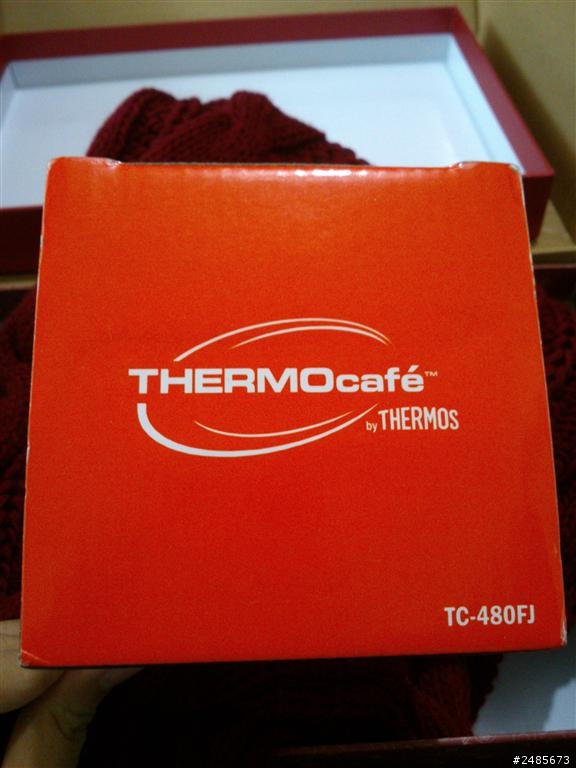 THERMOcafé™
by THERMOS
TC-480FJ
#2485673